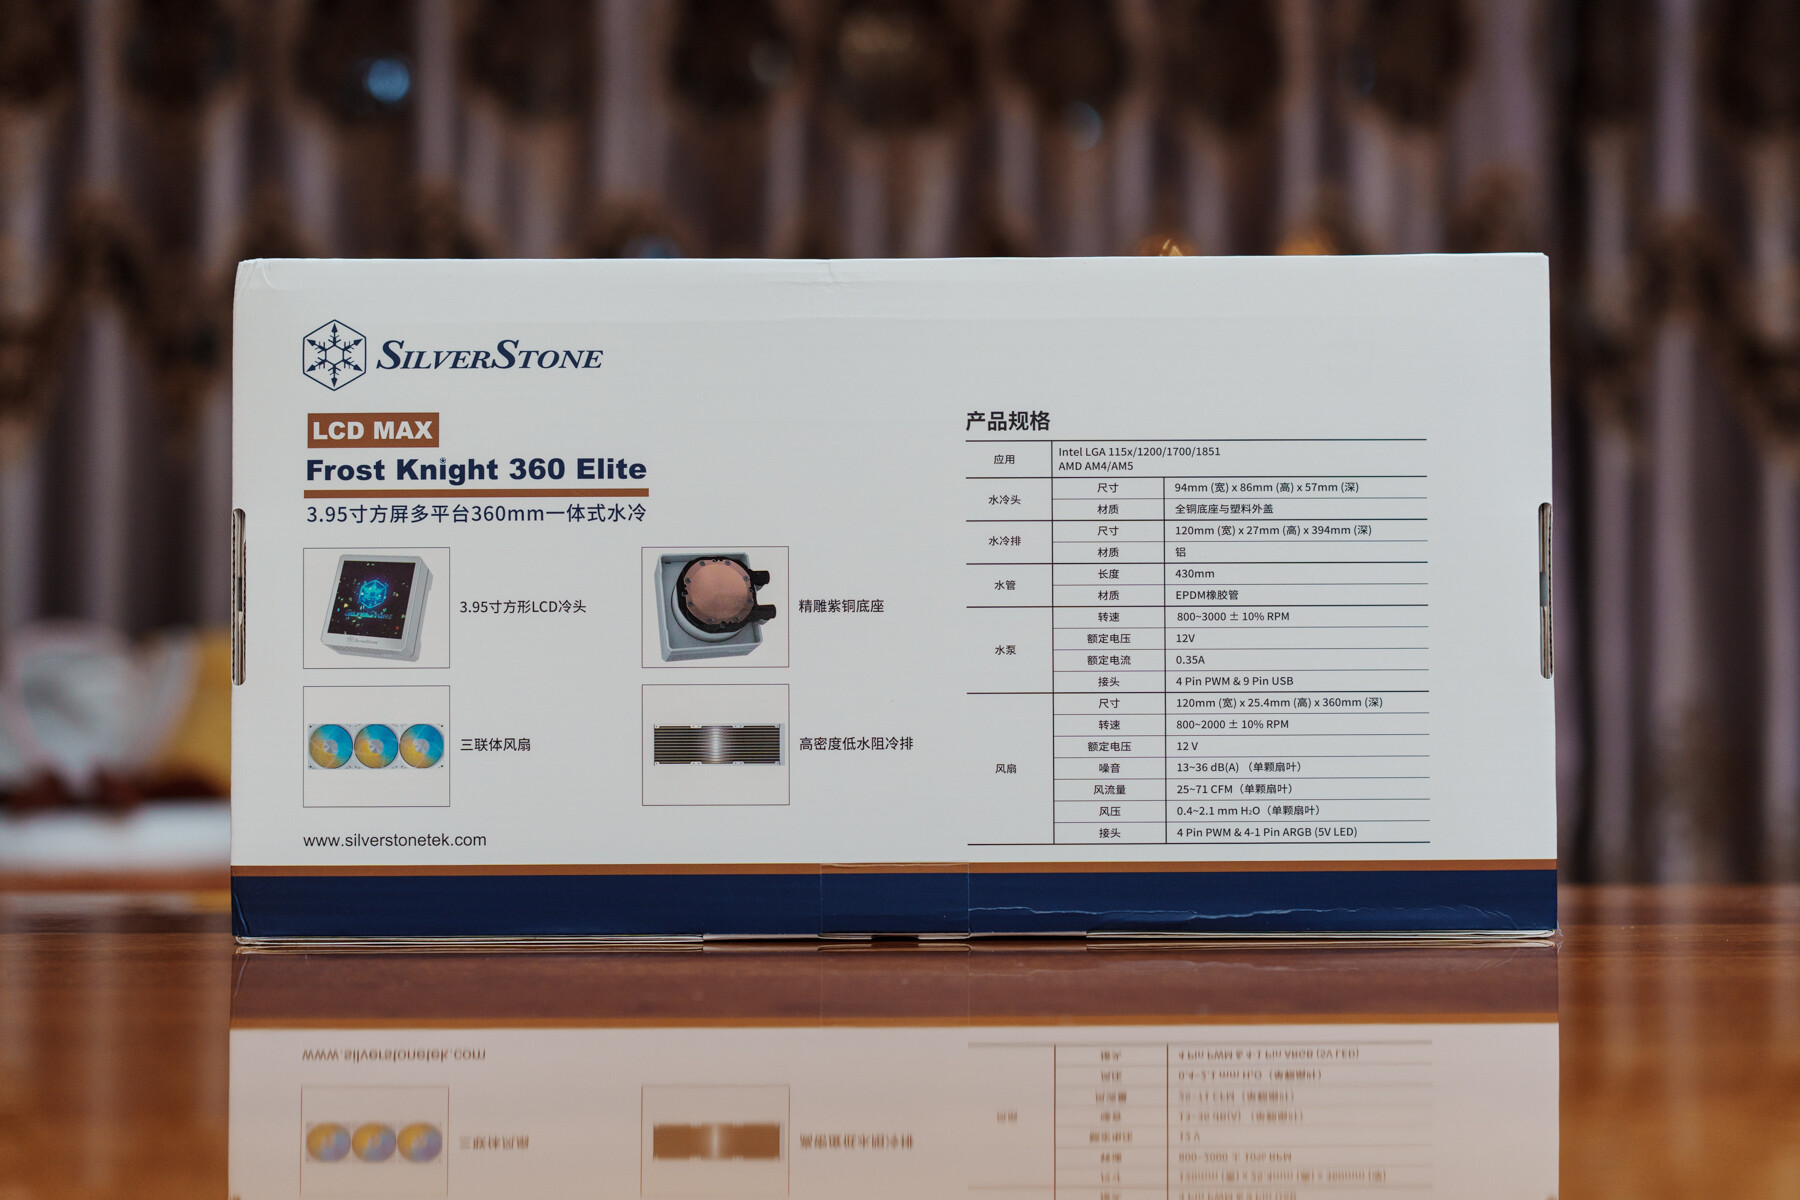 SILVERSTONE
LCD MAX
Frost Knight 360 Elite
3.95寸方屏多平台360mm一体式水冷
3.95寸方形LCD冷头
精雕紫铜底座
三联体风扇
高密度低水阻冷排
www.silverstonetek.com
产品规格
应用 Intel LGA 115x/1200/1700/1851
AMD AM4/AM5
水冷头 尺寸 94mm (宽) x 86mm (高) x 57mm (深)
材质 全铜底座与塑料外盖
水冷排 尺寸 120mm (宽) x 27mm (高) x 394mm (深)
材质 铝
水管 长度 430mm
材质 EPDM橡胶管
水泵 转速 800~3000 ± 10% RPM
额定电压 12V
额定电流 0.35A
接头 4 Pin PWM & 9 Pin USB
风扇 尺寸 120mm (宽) x 25.4mm (高) x 360mm (深)
转速 800~2000 ± 10% RPM
额定电压 12 V
噪音 13~36 dB(A) （单颗扇叶）
风流量 25~71 CFM（单颗扇叶）
风压 0.4~2.1 mm H₂O（单颗扇叶）
接头 4 Pin PWM & 4-1 Pin ARGB (5V LED)